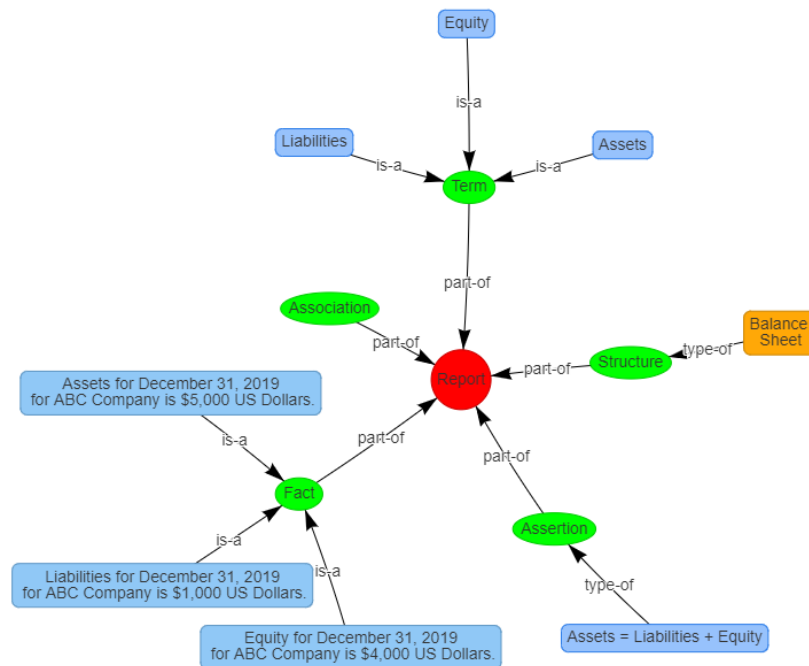 Equity
is-a
Liabilities
Assets
is-a
is-a
Term
part-of
Association
Balance
Sheet
part-of
type-of
Structure
part-of
Report
Assets for December 31, 2019
for ABC Company is $5,000 US Dollars.
is-a
part-of
part-of
Fact
Assertion
is-a
is-a
Liabilities for December 31, 2019
for ABC Company is $1,000 US Dollars.
type-of
Equity for December 31, 2019
for ABC Company is $4,000 US Dollars.
Assets = Liabilities + Equity